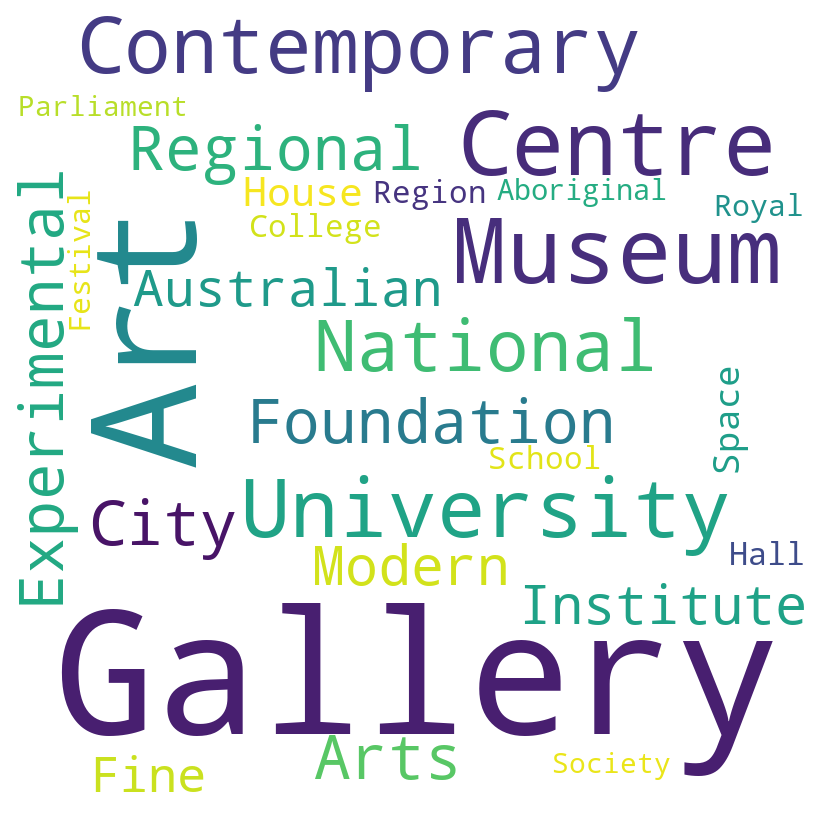 Contemporary
Parliament
Regional
Centre
House
Region
Aboriginal
Royal
College
Experimental
Festival
Art
Museum
Australian
National
Foundation
Space
School
City
University
Modern
Hall
Institute
Gallery
Arts
Fine
Society